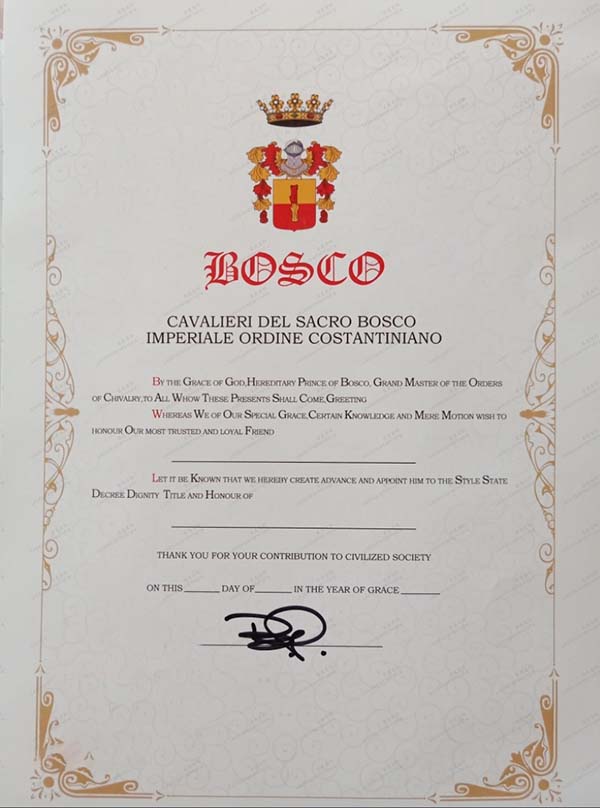 BOSCO
CAVALIERI DEL SACRO BOSCO
IMPERIALE ORDINE COSTANTINIANO
By the Grace of God,Hereditary Prince of Bosco, Grand Master of the Orders
of Chivalry,to All Whow These Presents Shall Come,Greeting
Whereas We of Our Special Grace,Certain Knowledge and Mere Motion wish to
honour Our most trusted and loyal Friend
Let it be Known that we hereby create advance and appoint him to the Style State
Decree Dignity Title and Honour of
THANK YOU FOR YOUR CONTRIBUTION TO CIVILIZED SOCIETY
ON THIS______ DAY OF______ IN THE YEAR OF GRACE ______